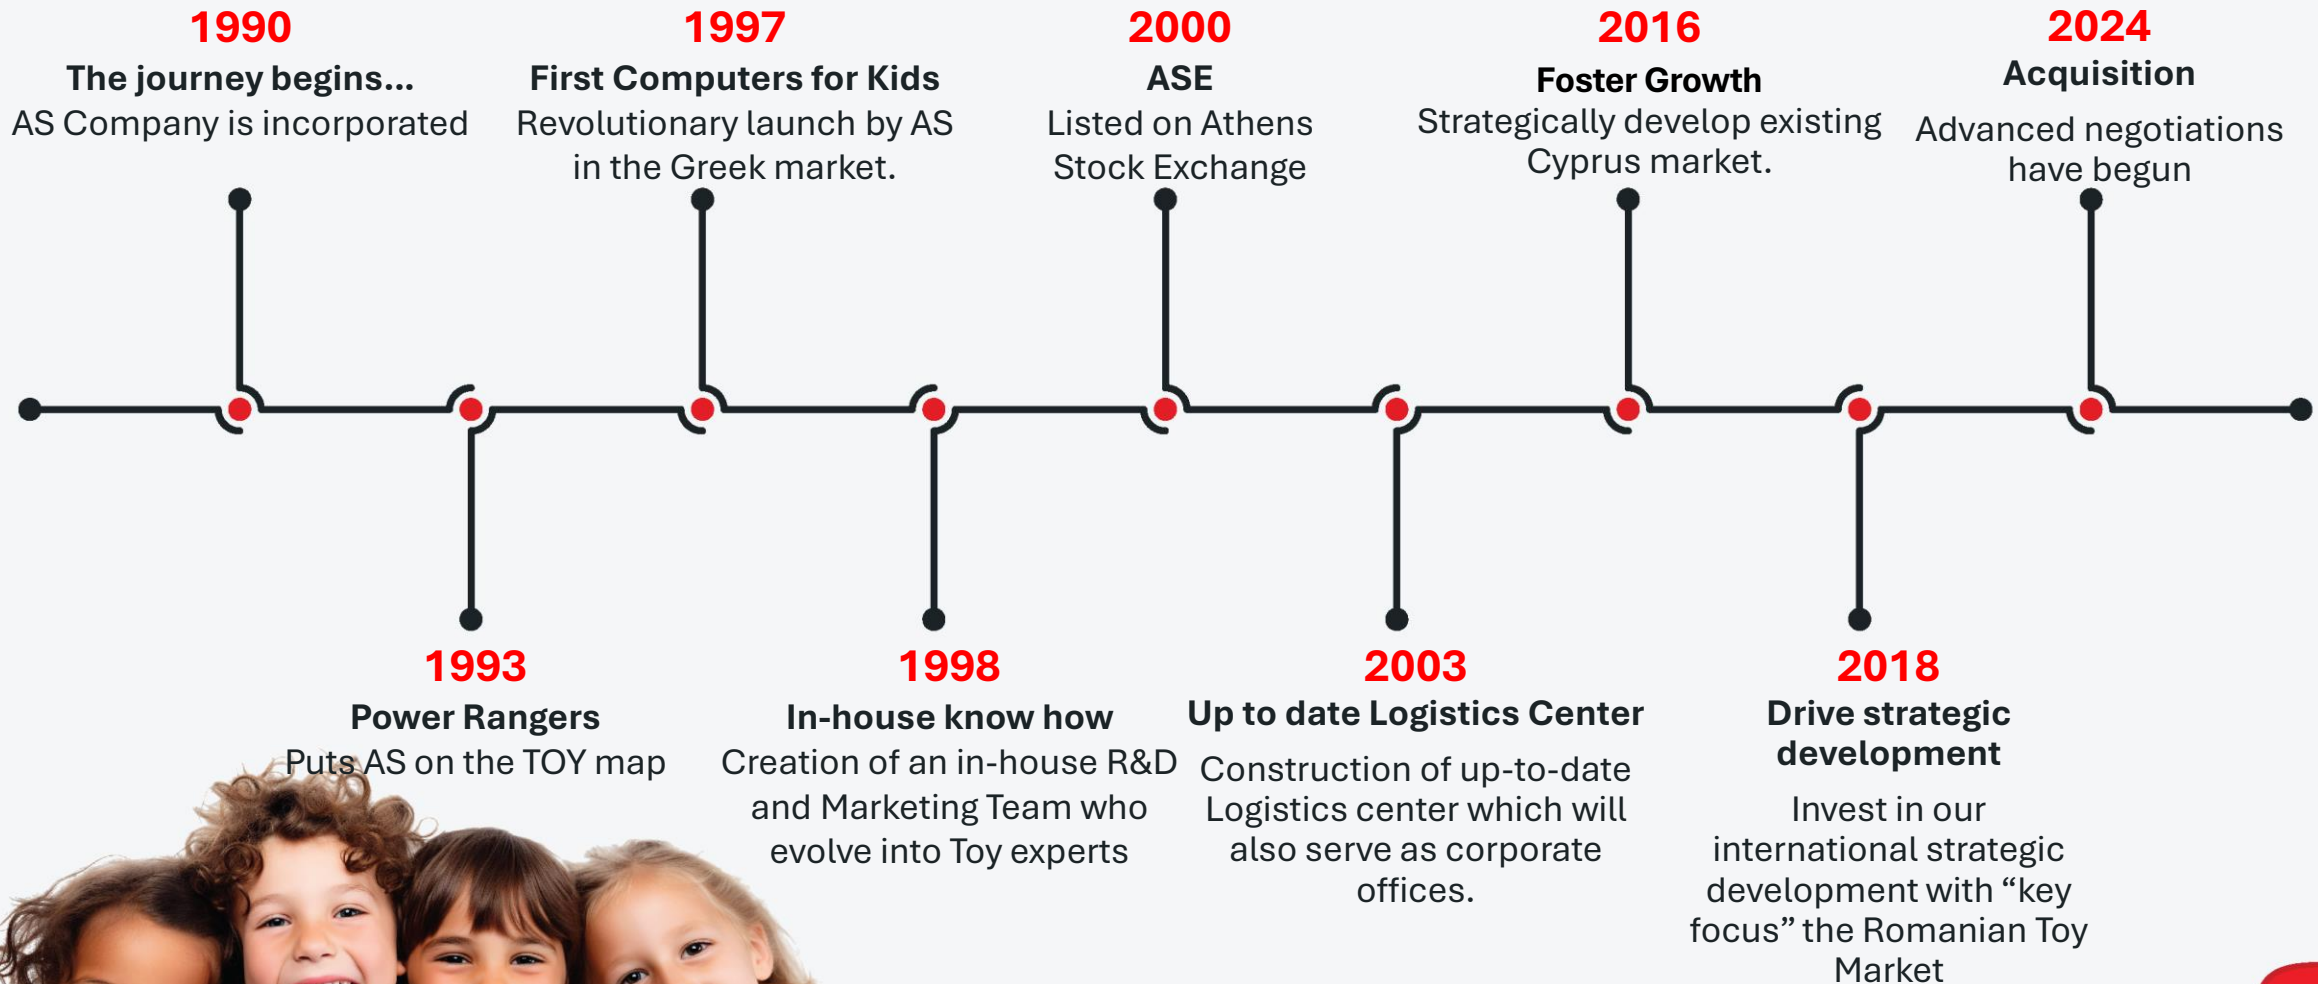 1990
The journey begins...
AS Company is incorporated
1997
First Computers for Kids
Revolutionary launch by AS
in the Greek market.
2000
ASE
Listed on Athens
Stock Exchange
2016
Foster Growth
Strategically develop existing
Cyprus market.
2024
Acquisition
Advanced negotiations
have begun
1993
Power Rangers
Puts AS on the TOY map
1998
In-house know how
Creation of an in-house R&D
and Marketing Team who
evolve into Toy experts
2003
Up to date Logistics Center
Construction of up-to-date
Logistics center which will
also serve as corporate
offices.
2018
Drive strategic
development
Invest in our
international strategic
development with “key
focus” the Romanian Toy
Market